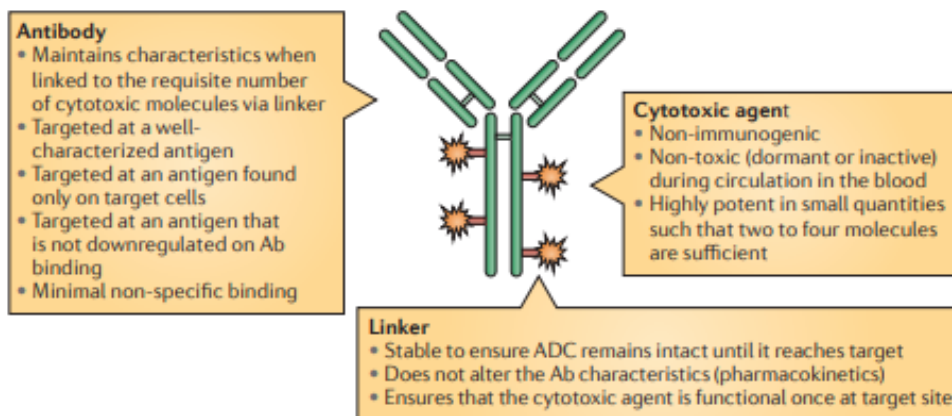 Antibody
• Maintains characteristics when
linked to the requisite number
of cytotoxic molecules via linker
• Targeted at a well-
characterized antigen
• Targeted at an antigen found
only on target cells
• Targeted at an antigen that
is not downregulated on Ab
binding
• Minimal non-specific binding
Cytotoxic agent
• Non-immunogenic
• Non-toxic (dormant or inactive)
during circulation in the blood
• Highly potent in small quantities
such that two to four molecules
are sufficient
Linker
• Stable to ensure ADC remains intact until it reaches target
• Does not alter the Ab characteristics (pharmacokinetics)
• Ensures that the cytotoxic agent is functional once at target site